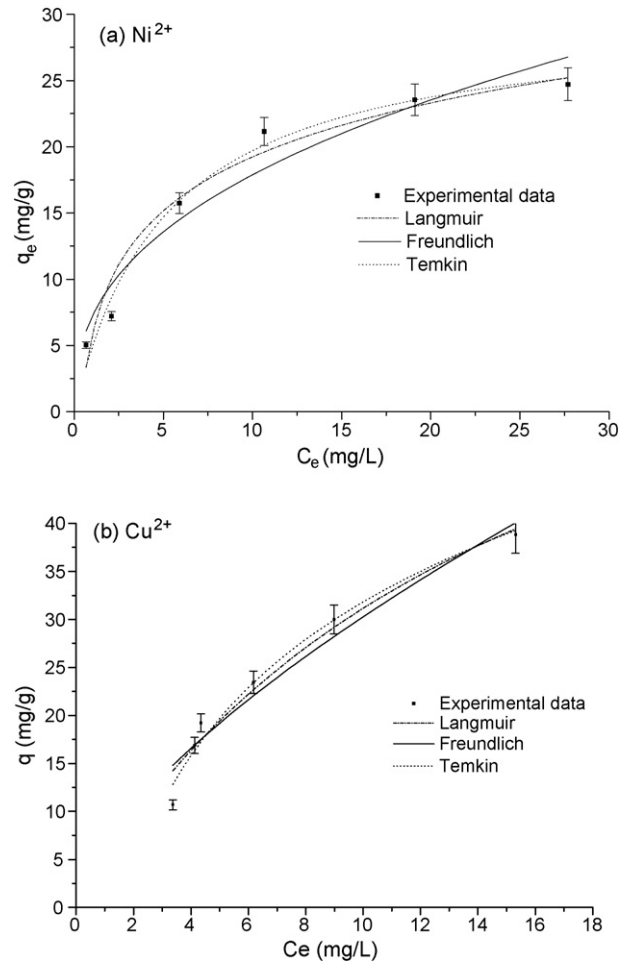 (a) Ni²⁺
30
25
20
15
10
5
0
qₑ (mg/g)
Experimental data
Langmuir
Freundlich
Temkin
0 5 10 15 20 25 30
Cₑ (mg/L)
(b) Cu²⁺
40
35
30
25
20
15
10
5
0
q (mg/g)
Experimental data
Langmuir
Freundlich
Temkin
0 2 4 6 8 10 12 14 16 18
Ce (mg/L)